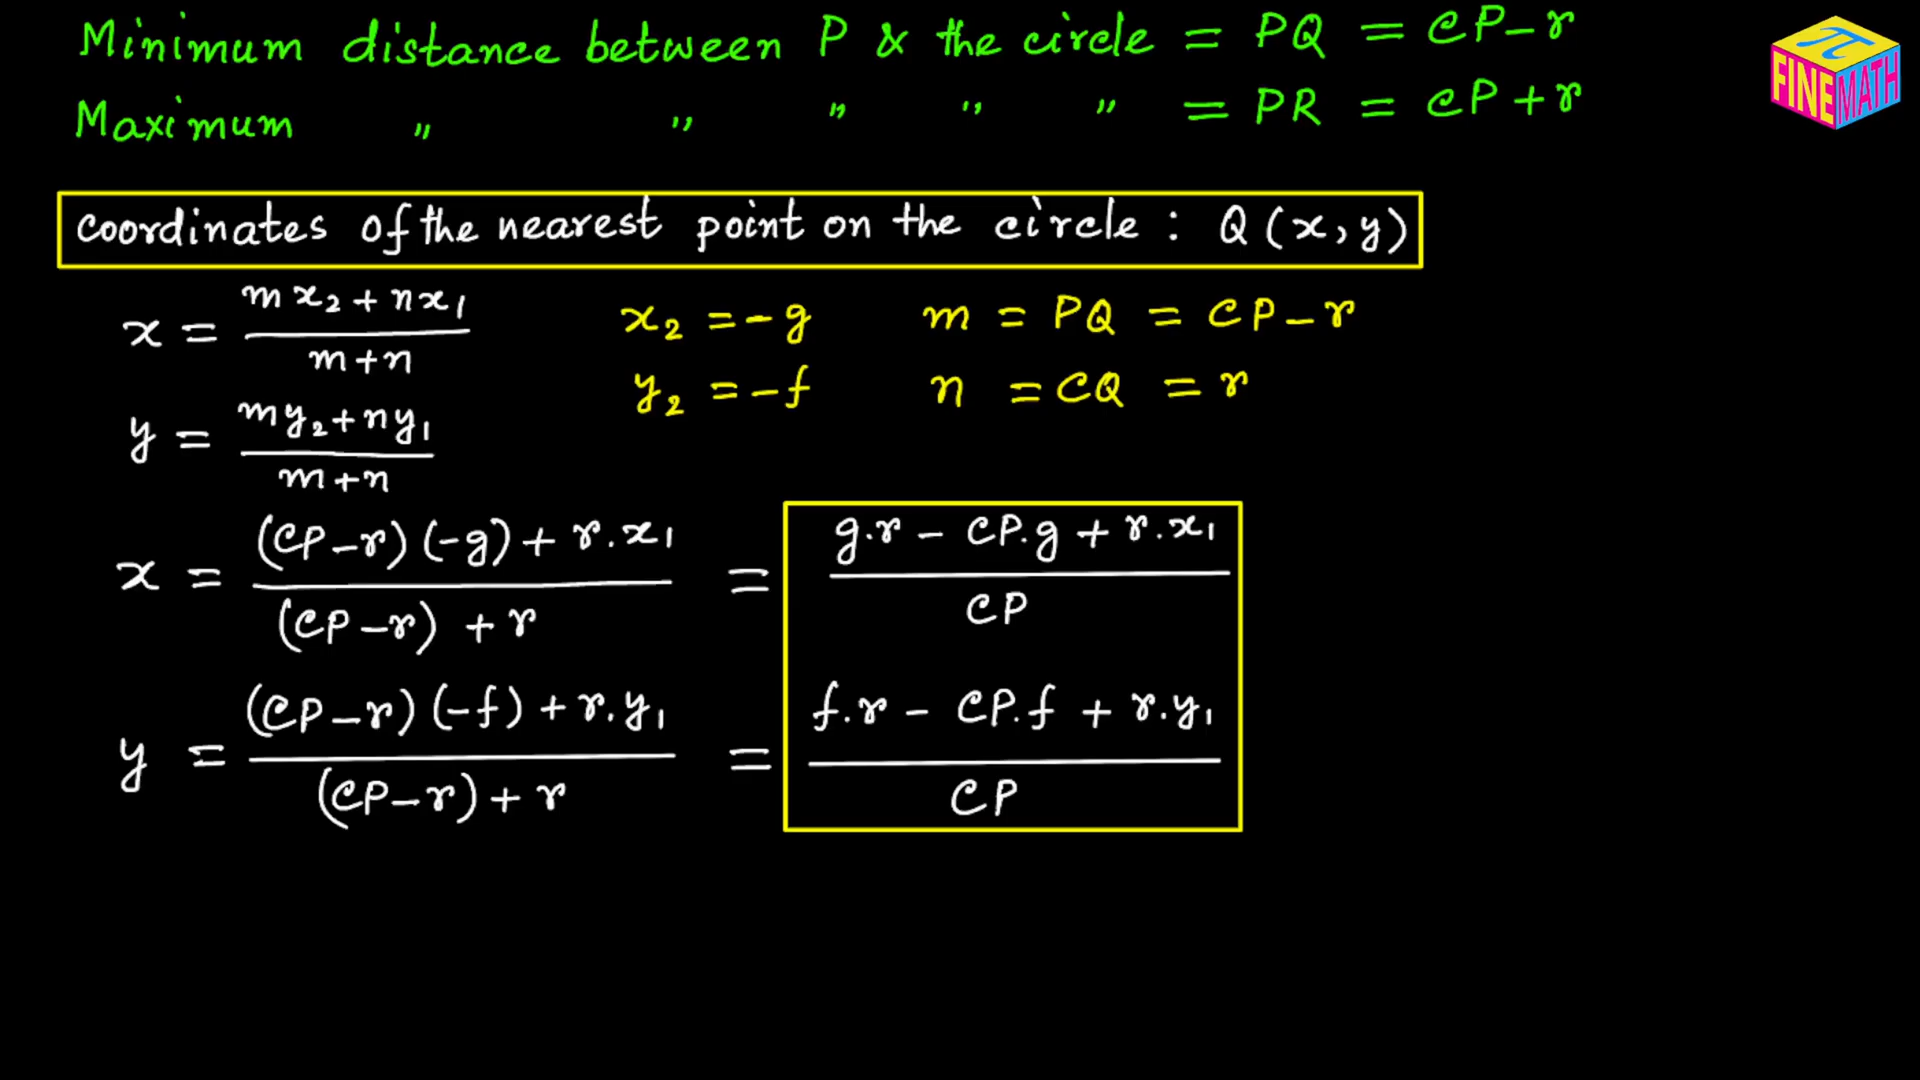 Minimum distance between P & the circle = PQ = CP-r
Maximum " " " " " = PR = CP+r
π
FINE MATH
coordinates of the nearest point on the circle : Q (x,y)
x = (mx₂+nx₁)/(m+n) x₂ = -g m = PQ = CP-r
y₂ = -f n = CQ = r
y = (my₂+ny₁)/(m+n)
x = ((CP-r)(-g)+r.x₁)/((CP-r)+r) = (g.r - CP.g + r.x₁)/CP
y = ((CP-r)(-f)+r.y₁)/((CP-r)+r) = (f.r - CP.f + r.y₁)/CP